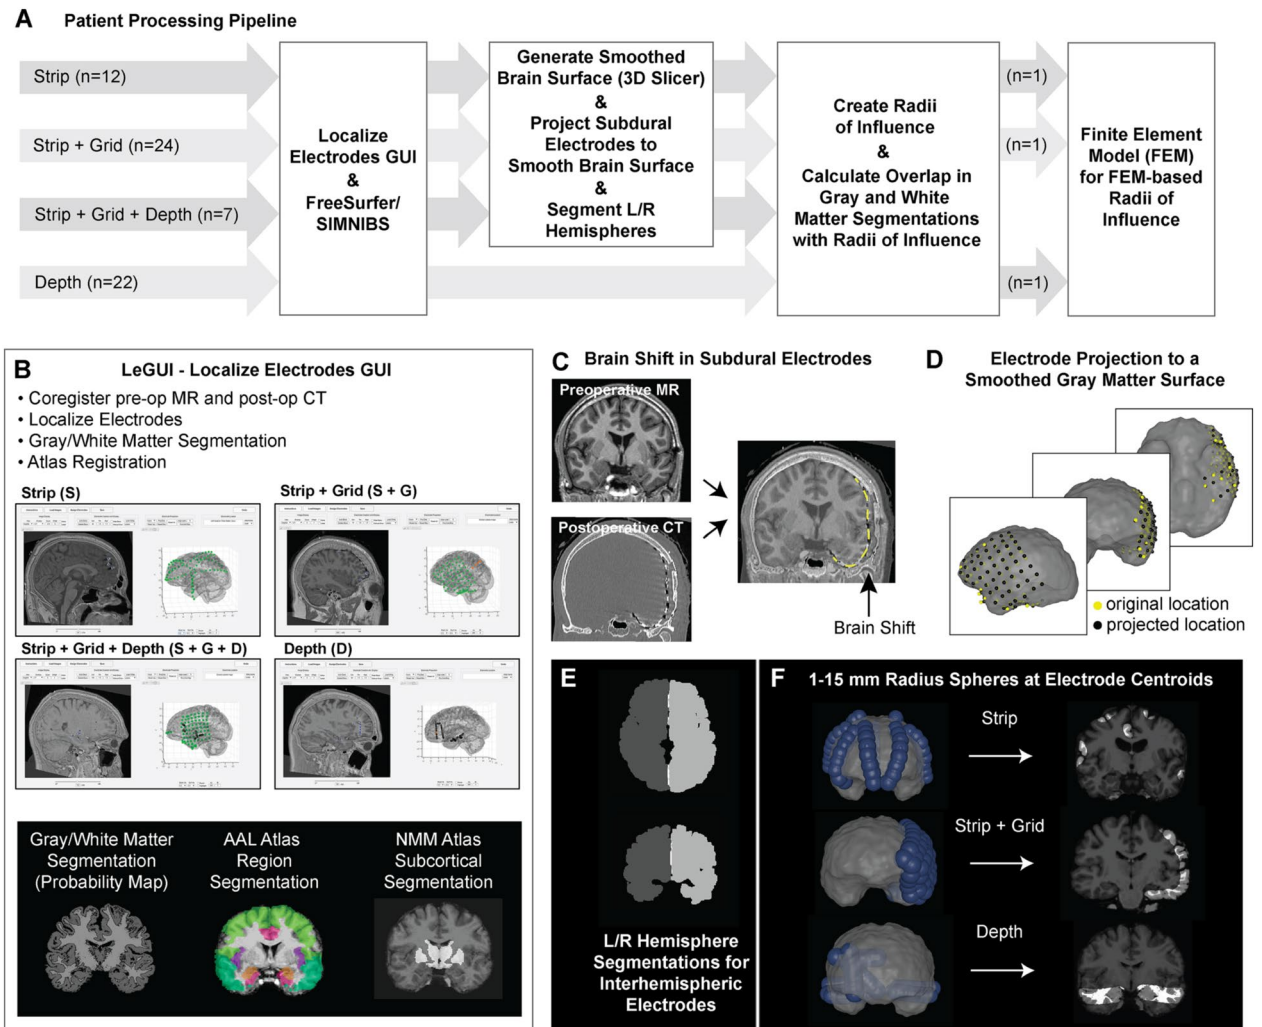 A Patient Processing Pipeline
Strip (n=12)
Strip + Grid (n=24)
Strip + Grid + Depth (n=7)
Depth (n=22)
Localize
Electrodes GUI
&
FreeSurfer/
SIMNIBS
Generate Smoothed
Brain Surface (3D Slicer)
&
Project Subdural
Electrodes to
Smooth Brain Surface
&
Segment L/R
Hemispheres
Create Radii
of Influence
&
Calculate Overlap in
Gray and White
Matter Segmentations
with Radii of Influence
(n=1)
(n=1)
(n=1)
Finite Element
Model (FEM)
for FEM-based
Radii of
Influence
B LeGUI - Localize Electrodes GUI
• Coregister pre-op MR and post-op CT
• Localize Electrodes
• Gray/White Matter Segmentation
• Atlas Registration
Strip (S)
Strip + Grid (S + G)
Strip + Grid + Depth (S + G + D)
Depth (D)
Gray/White Matter
Segmentation
(Probability Map)
AAL Atlas
Region
Segmentation
NMM Atlas
Subcortical
Segmentation
C Brain Shift in Subdural Electrodes
Preoperative MR
Postoperative CT
Brain Shift
D Electrode Projection to a
Smoothed Gray Matter Surface
original location
projected location
E
L/R Hemisphere
Segmentations for
Interhemispheric
Electrodes
F 1-15 mm Radius Spheres at Electrode Centroids
Strip
Strip + Grid
Depth